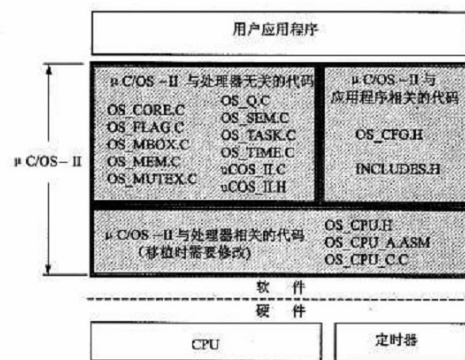 用户应用程序
μC/OS-II
μC/OS-II 与处理器无关的代码
OS_CORE.C
OS_FLAG.C
OS_MBOX.C
OS_MEM.C
OS_MUTEX.C
OS_Q.C
OS_SEM.C
OS_TASK.C
OS_TIME.C
uCOS_II.C
uCOS_II.H
μC/OS-II 与
应用程序相关的代码
OS_CFG.H
INCLUDES.H
μC/OS-II 与处理器相关的代码
(移植时需要修改)
OS_CPU.H
OS_CPU_A.ASM
OS_CPU_C.C
软 件
硬 件
CPU
定时器